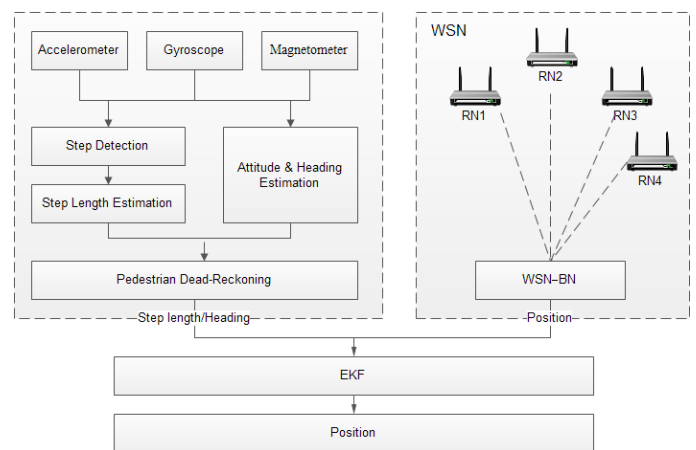 Accelerometer
Gyroscope
Magnetometer
Step Detection
Attitude & Heading
Estimation
Step Length Estimation
Pedestrian Dead-Reckoning
Step length/Heading
WSN
RN1
RN2
RN3
RN4
WSN–BN
Position
EKF
Position